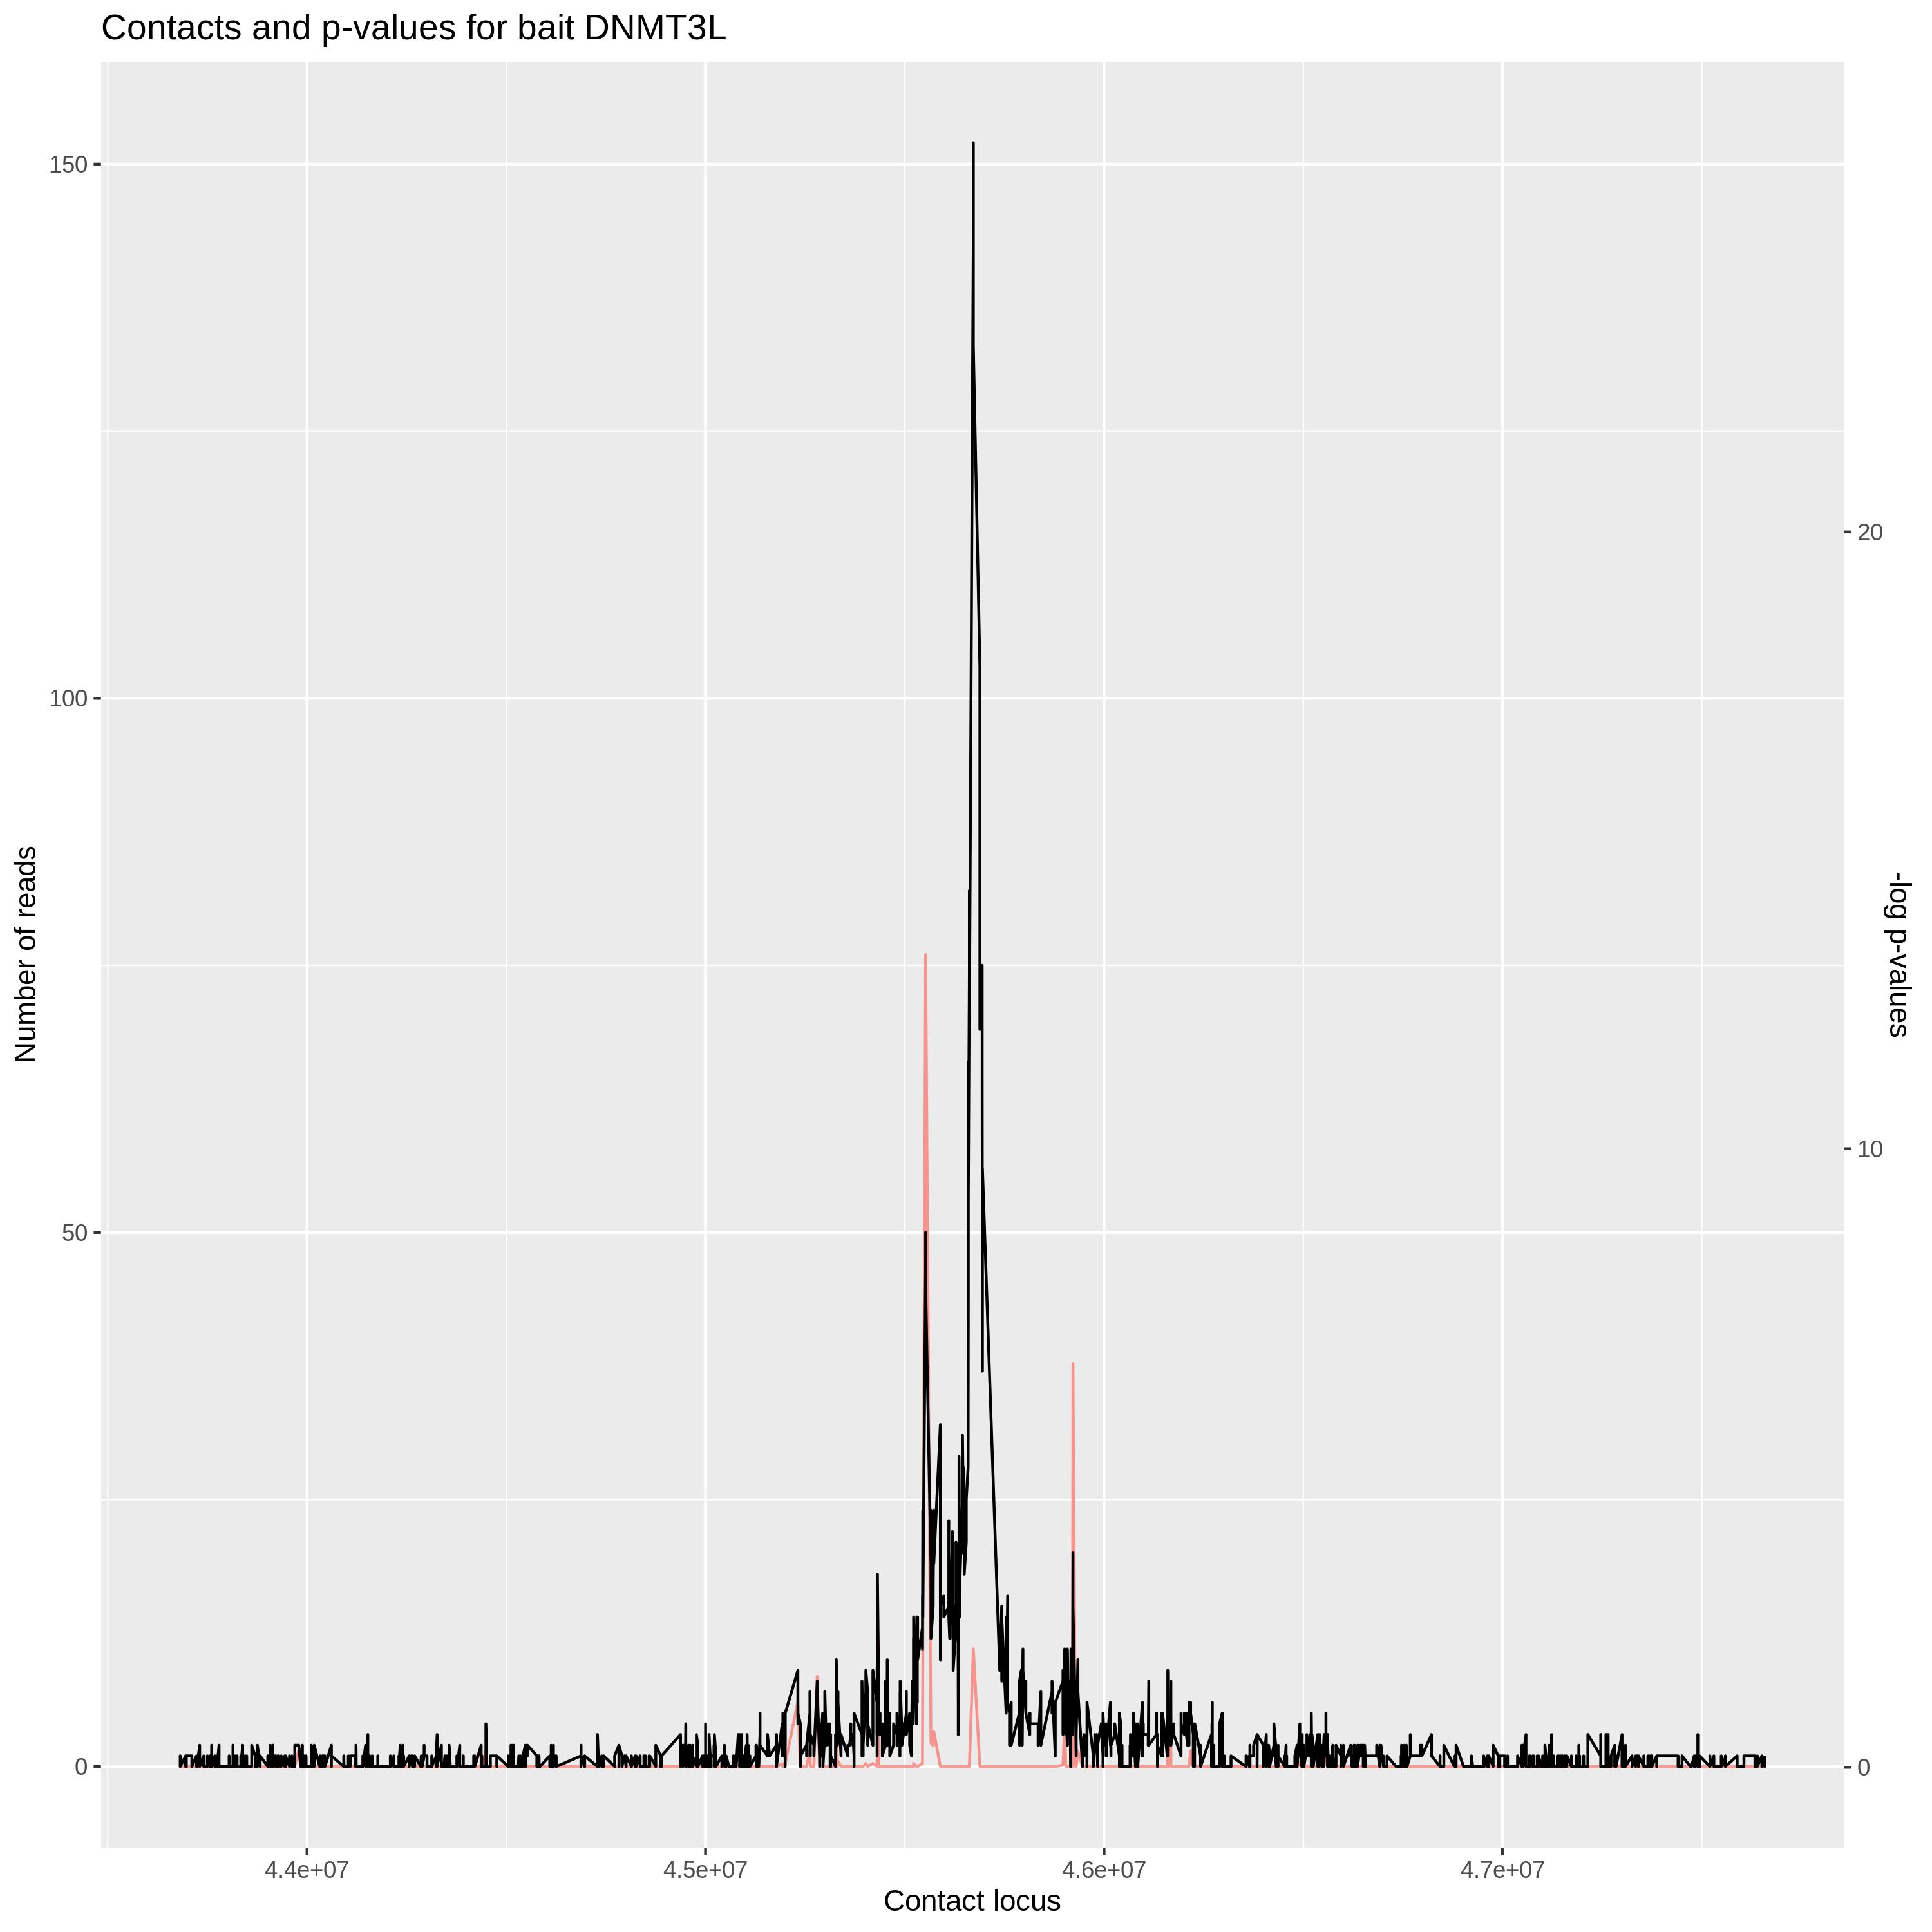 Contacts and p-values for bait DNMT3L
150
100
50
0
Number of reads
20
10
0
-log p-values
4.4e+07
4.5e+07
4.6e+07
4.7e+07
Contact locus